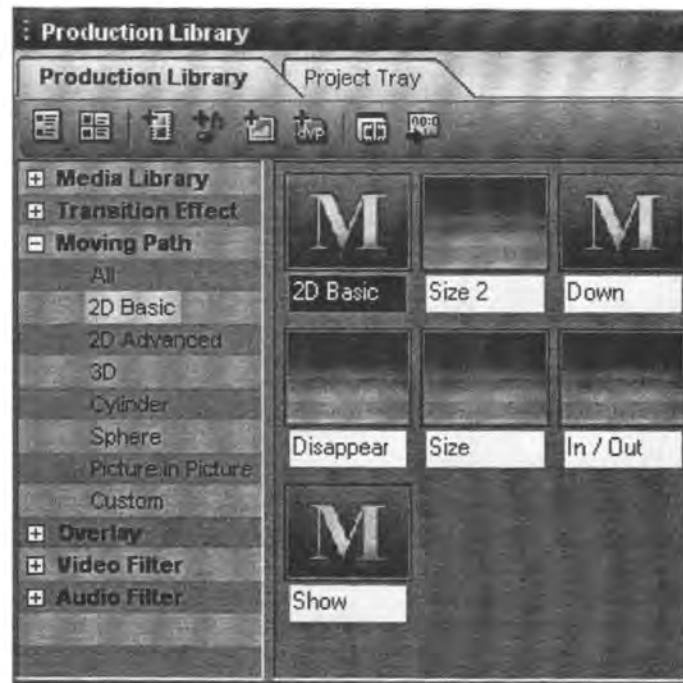 Production Library
Production Library
Project Tray
dvp
Media Library
Transition Effect
Moving Path
All
2D Basic
2D Advanced
3D
Cylinder
Sphere
Picture in Picture
Custom
Overlay
Video Filter
Audio Filter
M
2D Basic
Size 2
M
Down
Disappear
Size
In / Out
M
Show